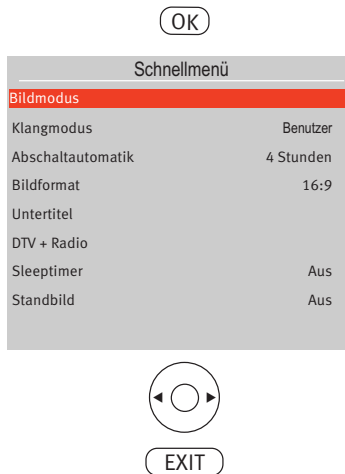 OK
Schnellmenü
Bildmodus
Klangmodus Benutzer
Abschaltautomatik 4 Stunden
Bildformat 16:9
Untertitel
DTV + Radio
Sleeptimer Aus
Standbild Aus
EXIT